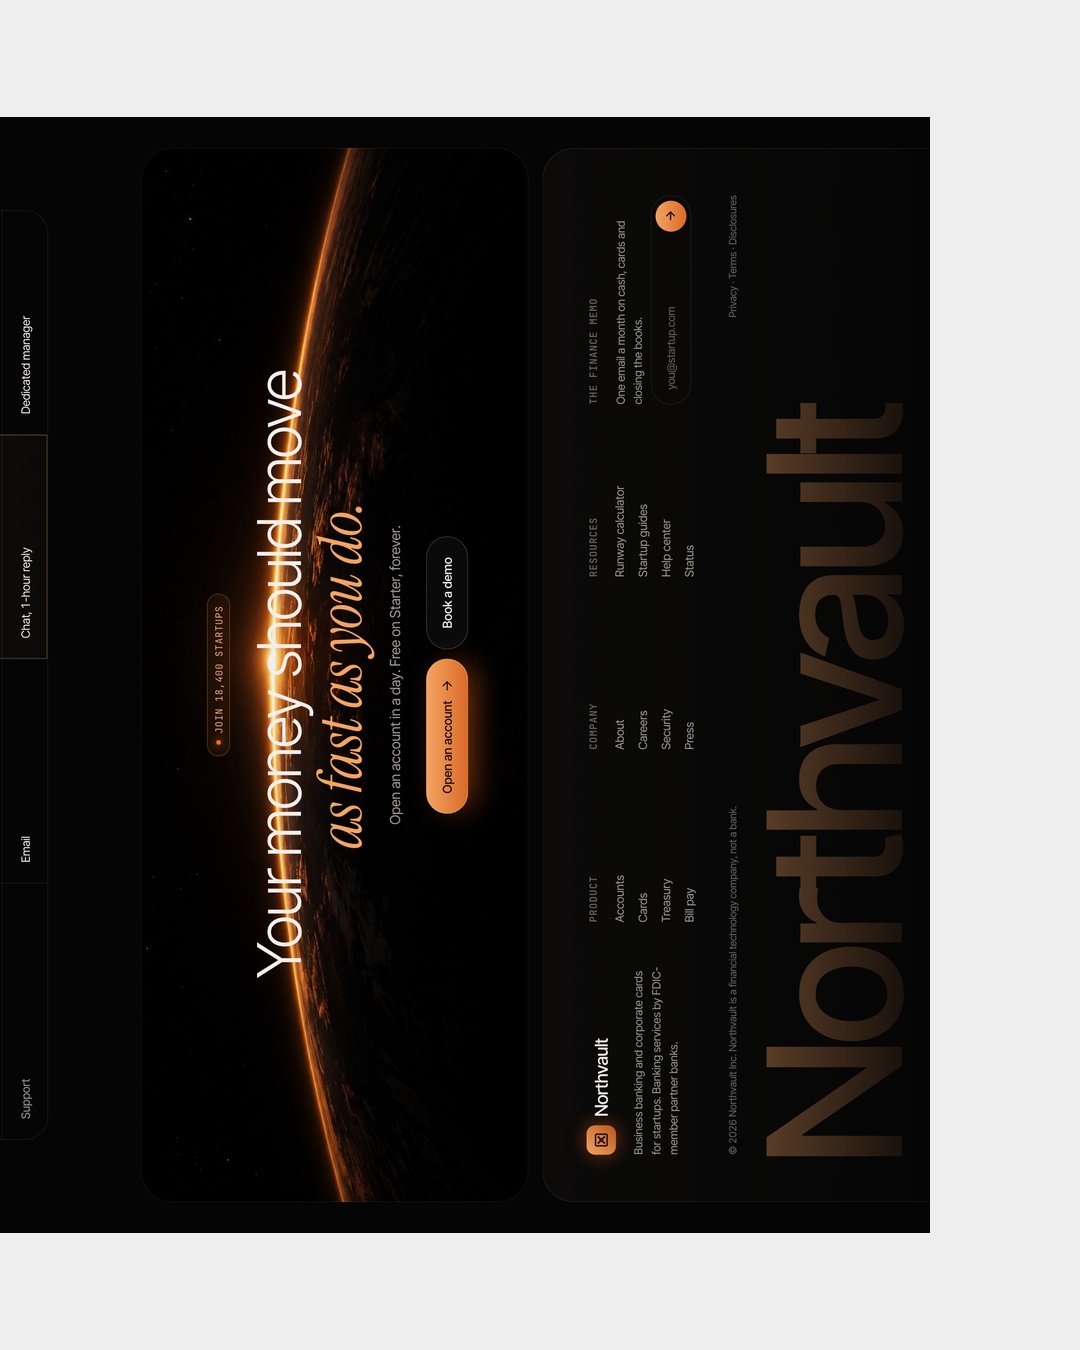 Support
Email
Chat, 1-hour reply
Dedicated manager
JOIN 18,400 STARTUPS
Your money should move
as fast as you do.
Open an account in a day. Free on Starter, forever.
Open an account →
Book a demo
Northvault
Business banking and corporate cards
for startups. Banking services by FDIC-
member partner banks.
PRODUCT
Accounts
Cards
Treasury
Bill pay
COMPANY
About
Careers
Security
Press
RESOURCES
Runway calculator
Startup guides
Help center
Status
THE FINANCE MEMO
One email a month on cash, cards and
closing the books.
you@startup.com
© 2026 Northvault Inc. Northvault is a financial technology company, not a bank.
Privacy · Terms · Disclosures
Northvault